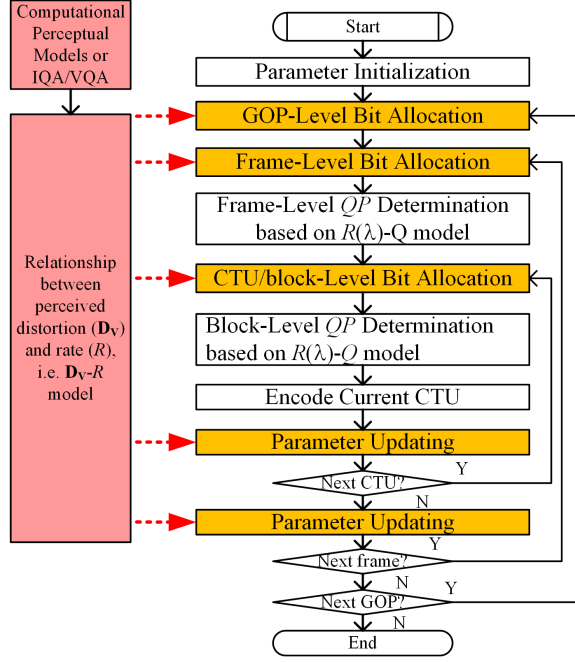 Computational
Perceptual
Models or
IQA/VQA
Relationship
between
perceived
distortion (Dv)
and rate (R),
i.e. Dv-R
model
Start
Parameter Initialization
GOP-Level Bit Allocation
Frame-Level Bit Allocation
Frame-Level QP Determination
based on R(λ)-Q model
CTU/block-Level Bit Allocation
Block-Level QP Determination
based on R(λ)-Q model
Encode Current CTU
Parameter Updating
Next CTU?
Y
N
Parameter Updating
Next frame?
Y
N
Next GOP?
Y
N
End